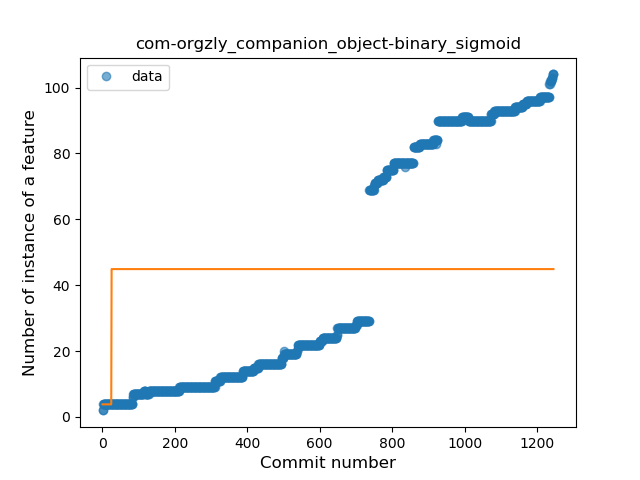 com-orgzly_companion_object-binary_sigmoid
data
Number of instance of a feature
100
80
60
40
20
0
0 200 400 600 800 1000 1200
Commit number